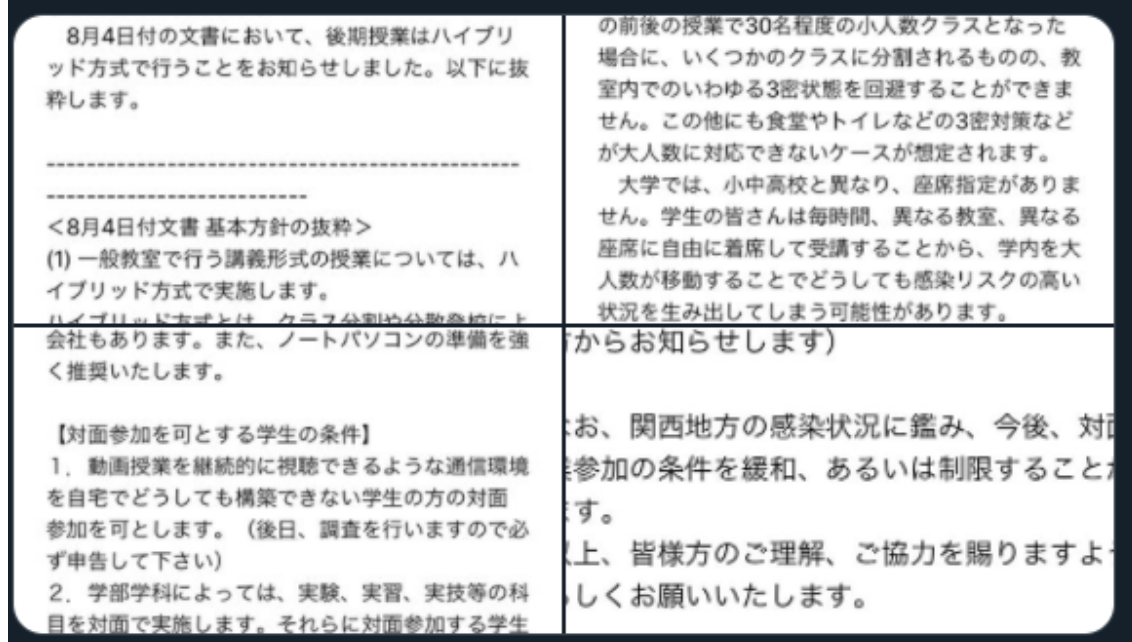 8月4日付の文書において、後期授業はハイブリ
ッド方式で行うことをお知らせしました。以下に抜
粋します。
-----------------------------------------------
--------------------------
＜8月4日付文書 基本方針の抜粋＞
(1) 一般教室で行う講義形式の授業については、ハ
イブリッド方式で実施します。
ハイブリッド方式とは、クラス分割や分散登校によ
の前後の授業で30名程度の小人数クラスとなった
場合に、いくつかのクラスに分割されるものの、教
室内でのいわゆる3密状態を回避することができま
せん。この他にも食堂やトイレなどの3密対策など
が大人数に対応できないケースが想定されます。
大学では、小中高校と異なり、座席指定がありま
せん。学生の皆さんは毎時間、異なる教室、異なる
座席に自由に着席して受講することから、学内を大
人数が移動することでどうしても感染リスクの高い
状況を生み出してしまう可能性があります。
会社もあります。また、ノートパソコンの準備を強
く推奨いたします。
【対面参加を可とする学生の条件】
1．動画授業を継続的に視聴できるような通信環境
を自宅でどうしても構築できない学生の方の対面
参加を可とします。（後日、調査を行いますので必
ず申告して下さい）
2．学部学科によっては、実験、実習、実技等の科
目を対面で実施します。それらに対面参加する学生
からお知らせします）
お、関西地方の感染状況に鑑み、今後、対面
参加の条件を緩和、あるいは制限することが
す。
上、皆様方のご理解、ご協力を賜りますよう
しくお願いいたします。